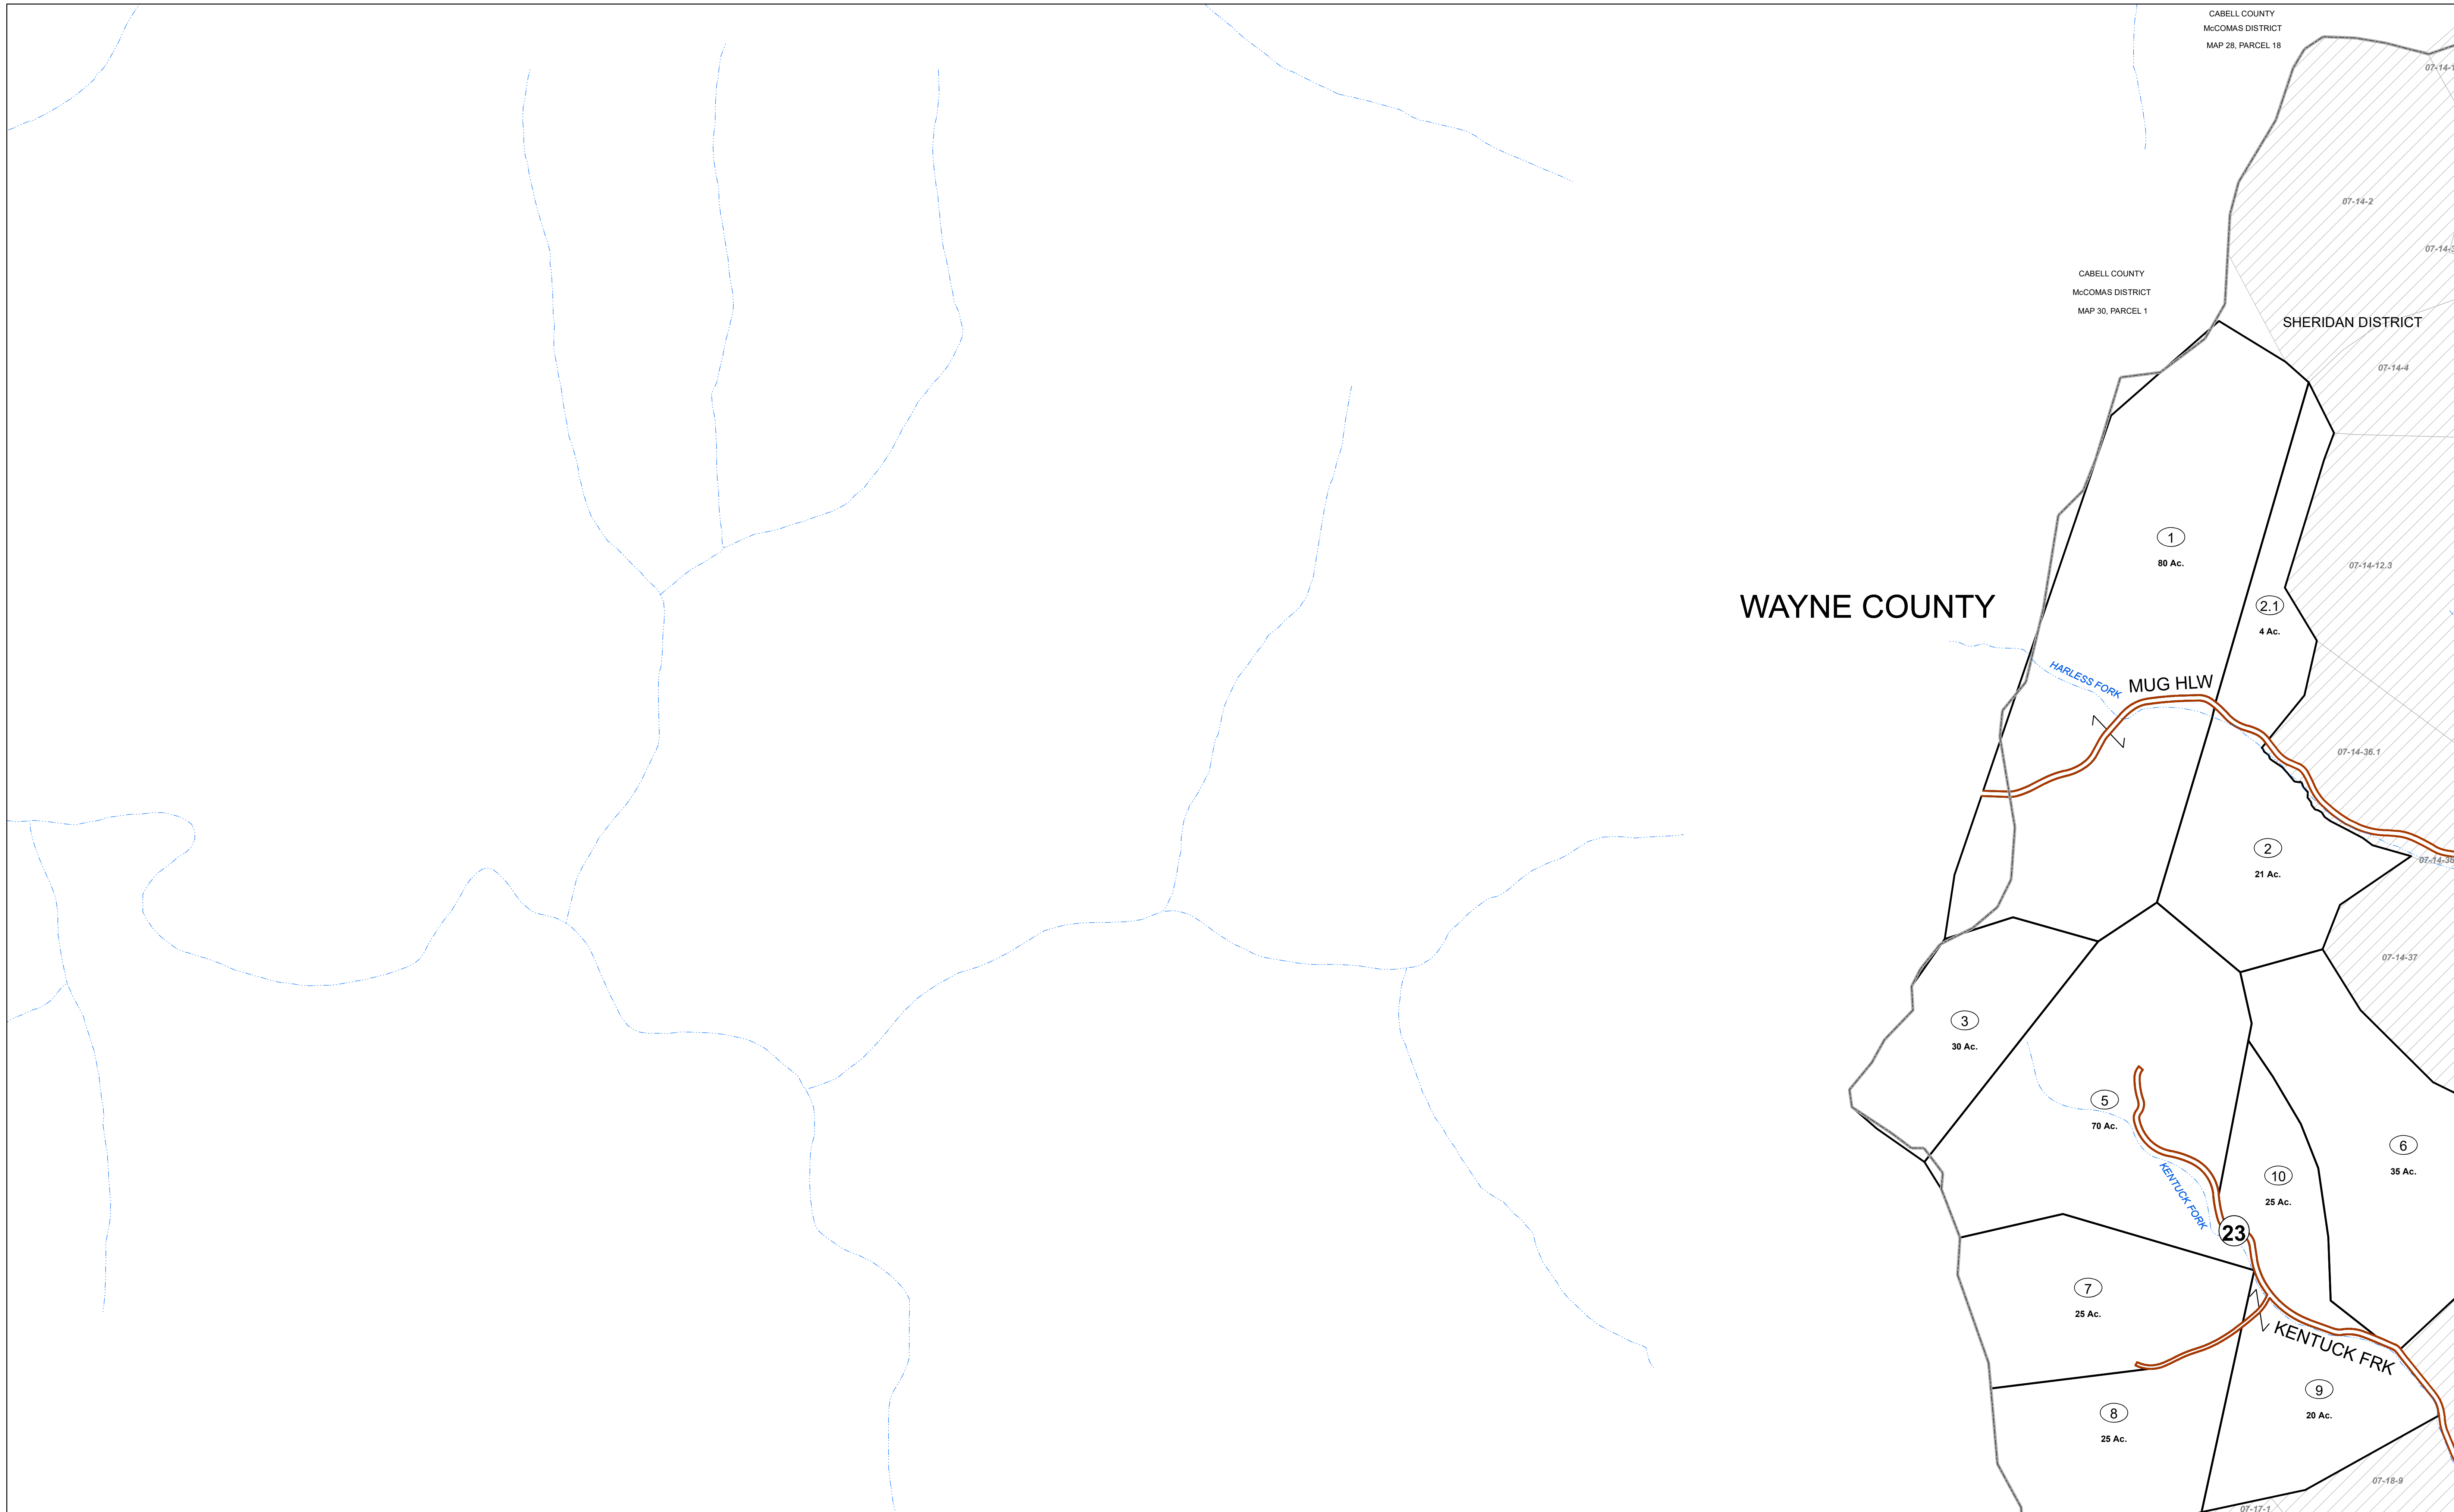 CABELL COUNTY
McCOMAS DISTRICT
MAP 28, PARCEL 18
07-14-2
CABELL COUNTY
McCOMAS DISTRICT
MAP 30, PARCEL 1
SHERIDAN DISTRICT
07-14-4
1
80 Ac.
07-14-12.3
WAYNE COUNTY
2.1
4 Ac.
HARLESS FORK
MUG HLW
07-14-36.1
2
21 Ac.
07-14-37
3
30 Ac.
5
70 Ac.
6
35 Ac.
10
25 Ac.
KENTUCK FORK
23
7
25 Ac.
KENTUCK FRK
9
20 Ac.
8
25 Ac.
07-18-9
07-17-1